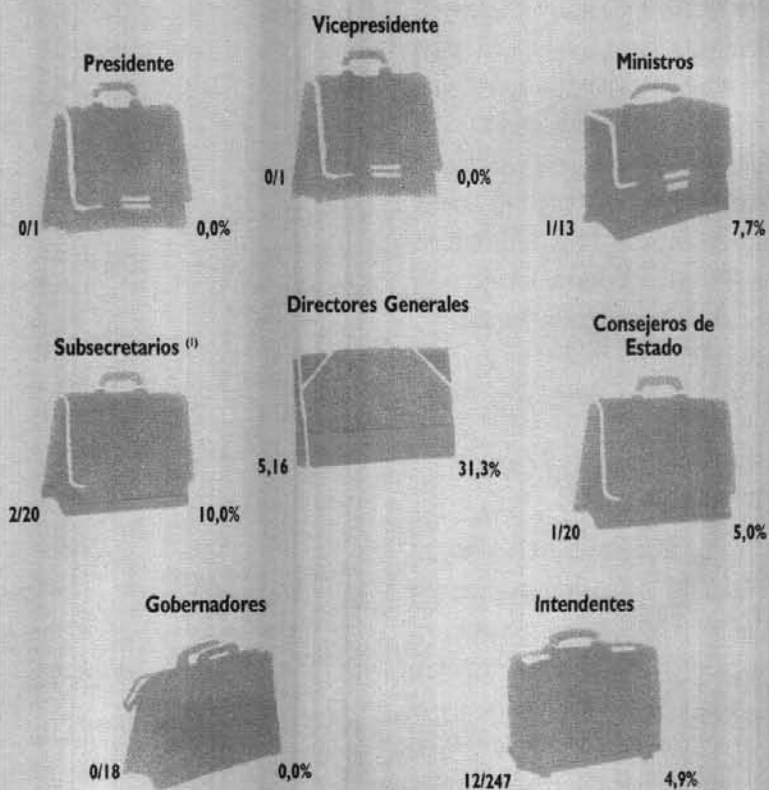 Presidente
0/1 0,0%
Vicepresidente
0/1 0,0%
Ministros
1/13 7,7%
Subsecretarios (1)
2/20 10,0%
Directores Generales
5,16 31,3%
Consejeros de
Estado
1/20 5,0%
Gobernadores
0/18 0,0%
Intendentes
12/247 4,9%